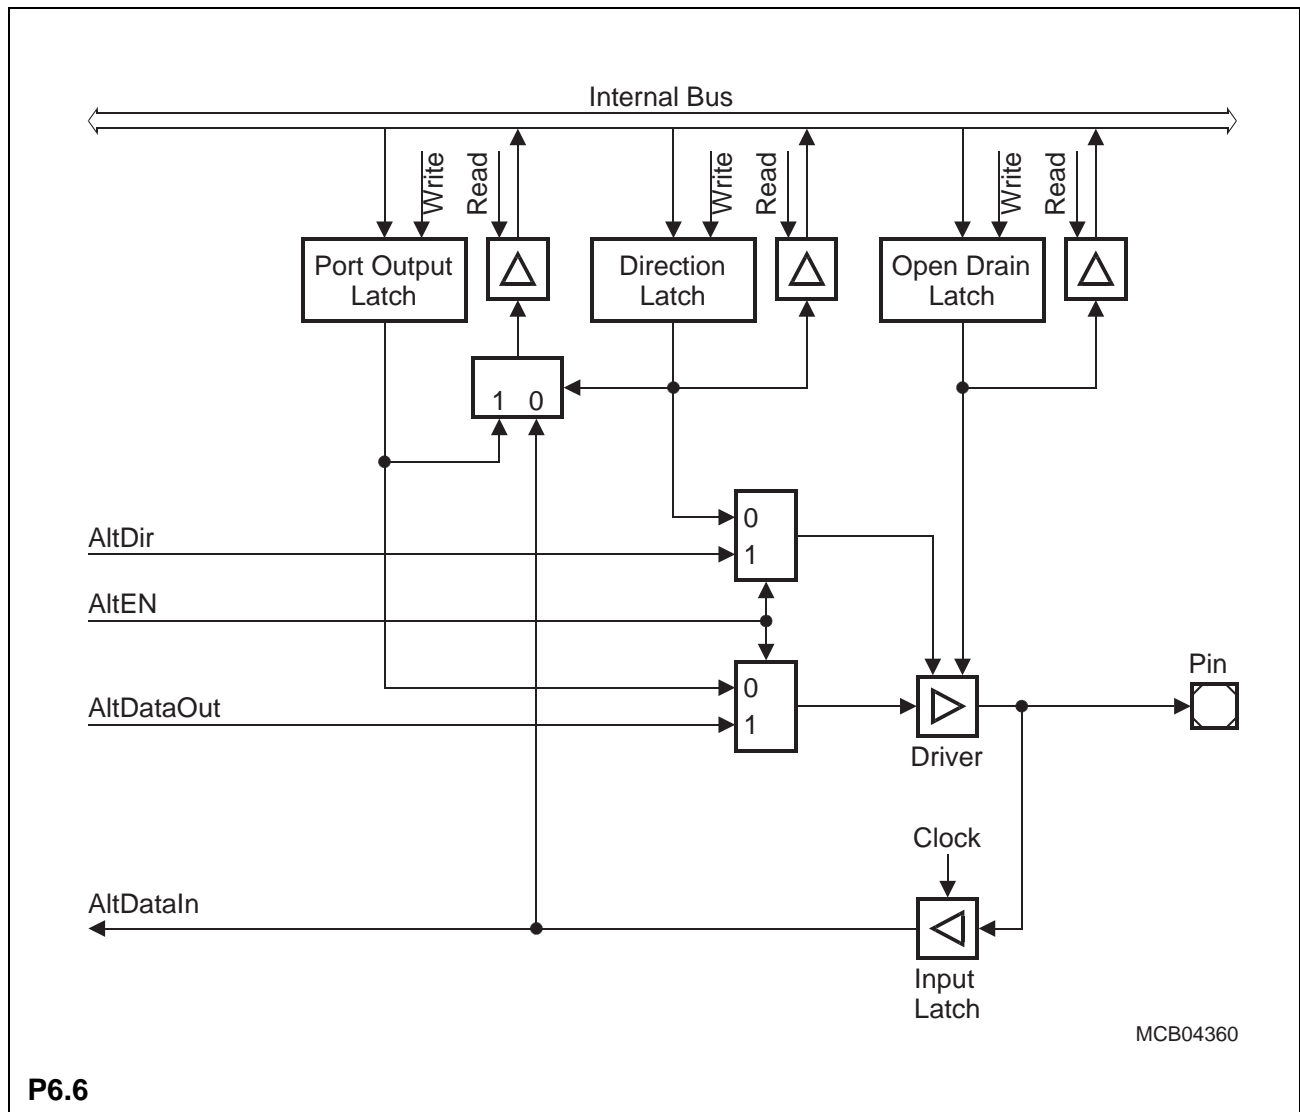 Internal Bus
Write
Read
Write
Read
Write
Read
Port Output
Latch
Direction
Latch
Open Drain
Latch
1 0
AltDir
0
1
AltEN
AltDataOut
0
1
Pin
Driver
Clock
AltDataIn
Input
Latch
MCB04360
P6.6